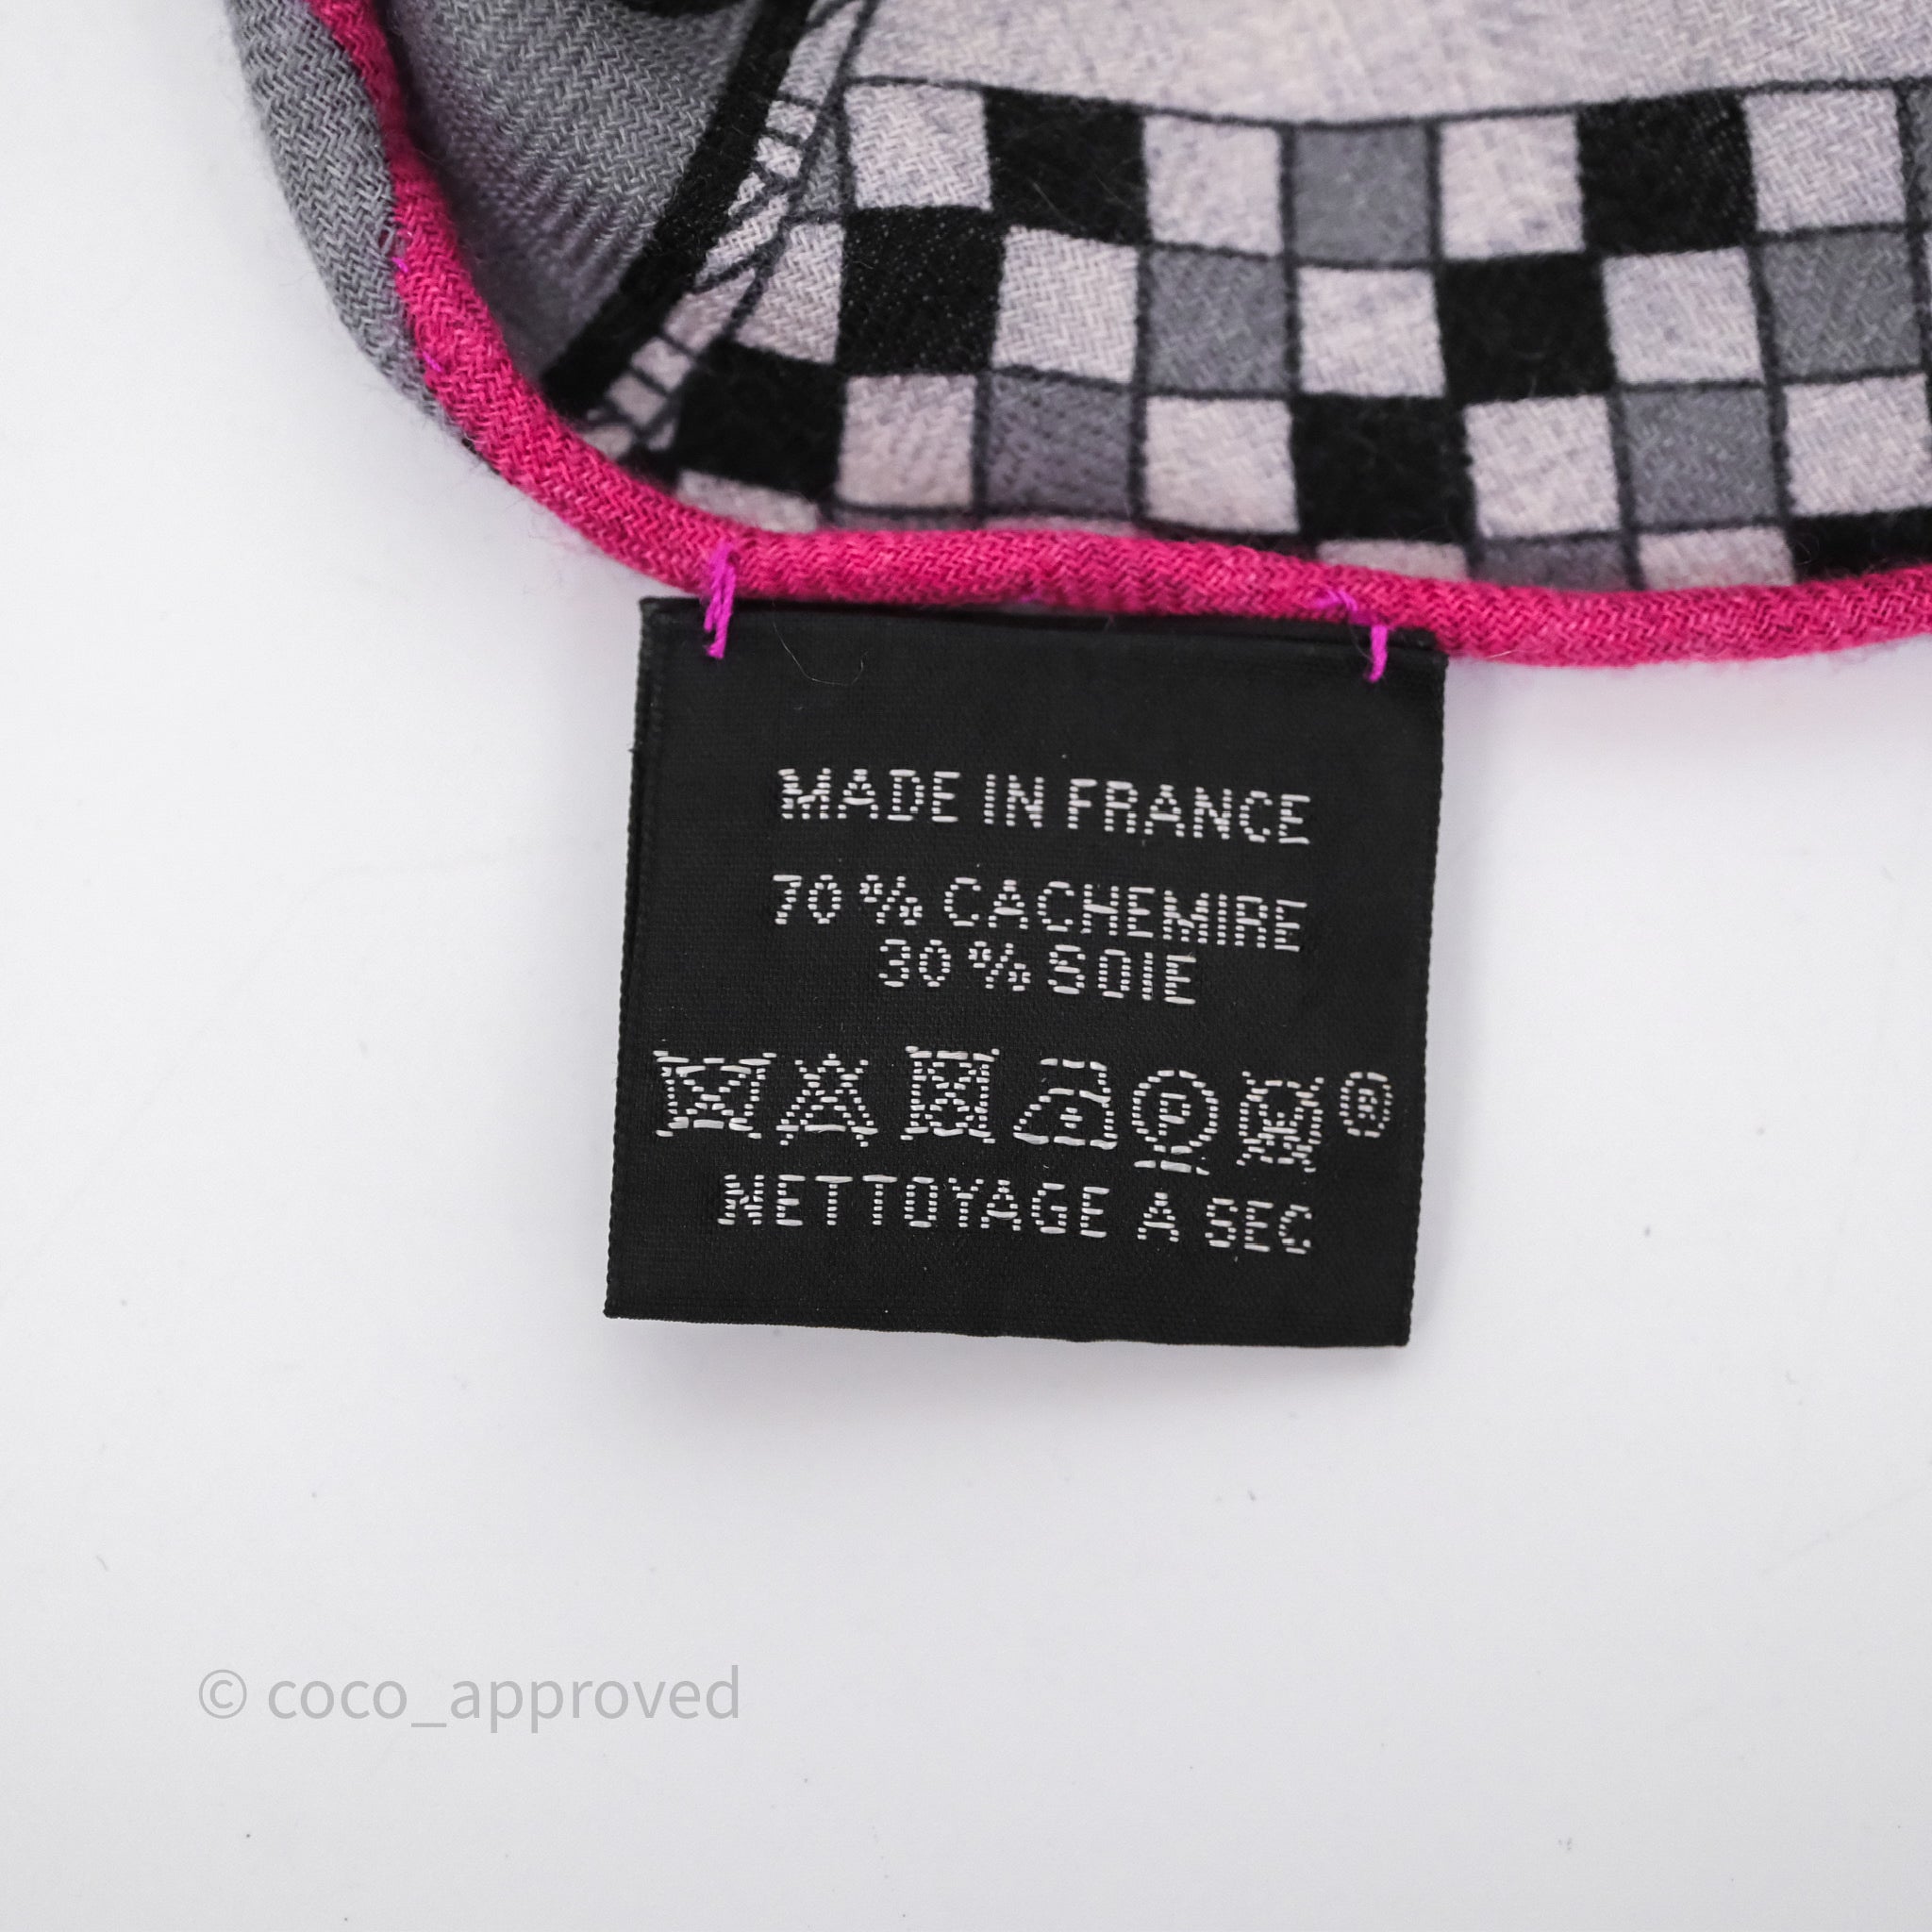 MADE IN FRANCE
70% CACHEMIRE
30% SOIE
P W ®
NETTOYAGE A SEC
© coco_approved